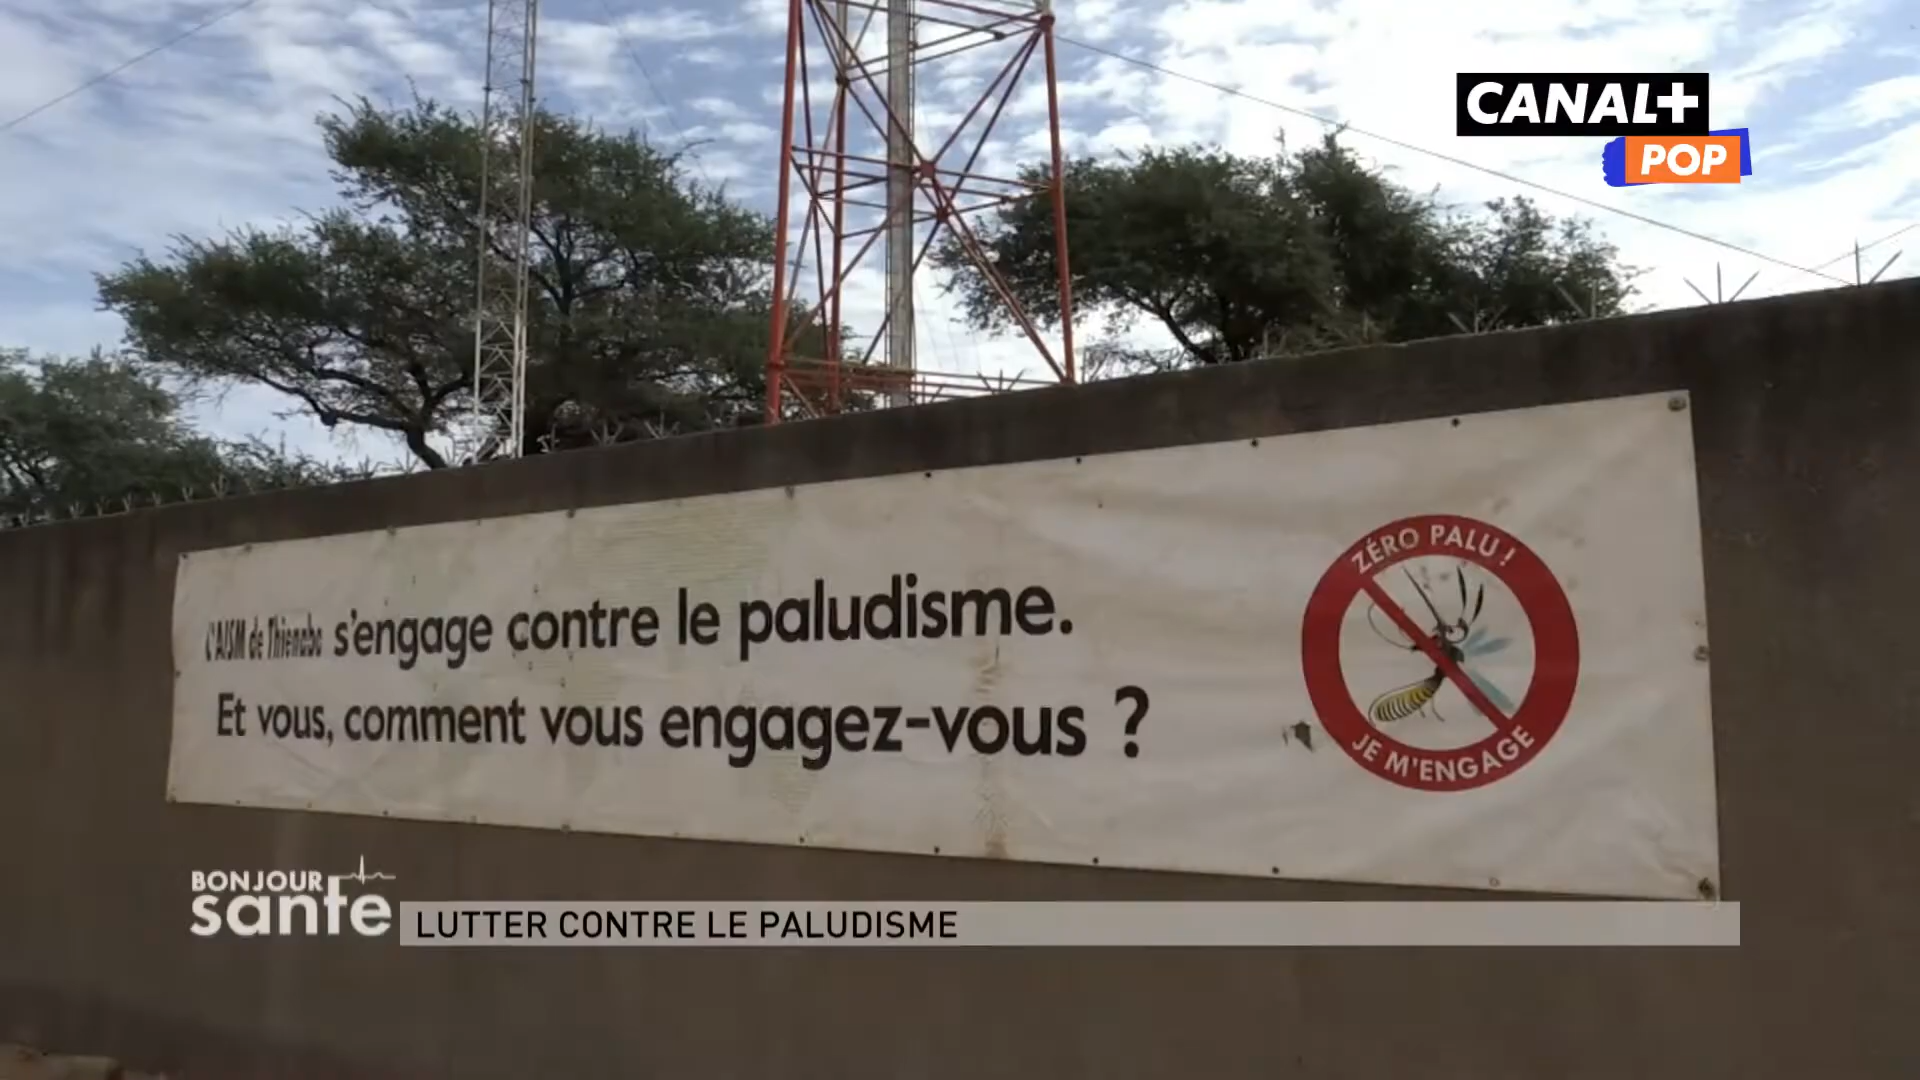 CANAL+
POP
L'AISM de Thienaba s'engage contre le paludisme.
Et vous, comment vous engagez-vous ?
ZÉRO PALU !
JE M'ENGAGE
BONJOUR
santé
LUTTER CONTRE LE PALUDISME